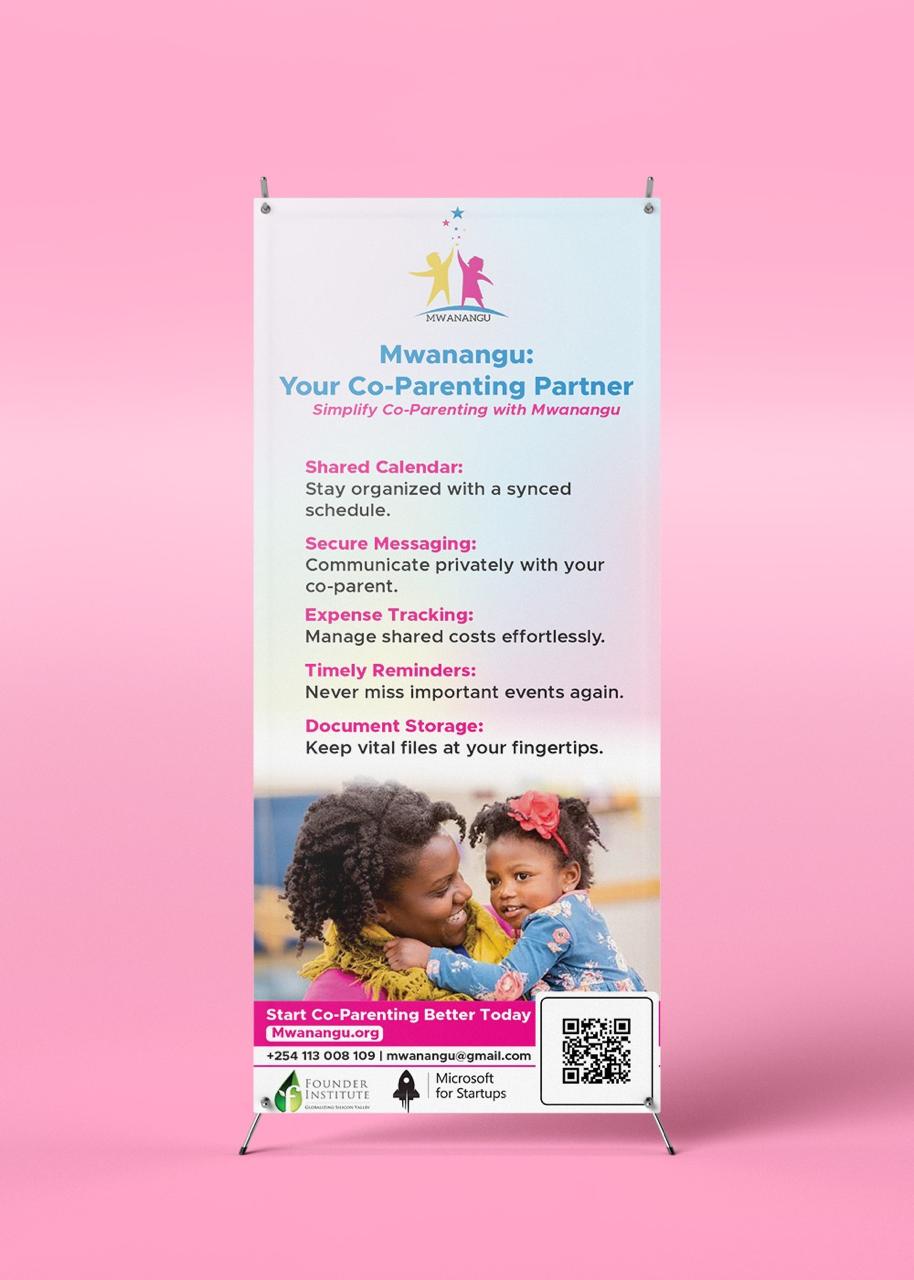 MWANANGU
Mwanangu:
Your Co-Parenting Partner
Simplify Co-Parenting with Mwanangu
Shared Calendar:
Stay organized with a synced
schedule.
Secure Messaging:
Communicate privately with your
co-parent.
Expense Tracking:
Manage shared costs effortlessly.
Timely Reminders:
Never miss important events again.
Document Storage:
Keep vital files at your fingertips.
Start Co-Parenting Better Today
Mwanangu.org
+254 113 008 109 | mwanangu@gmail.com
FOUNDER
INSTITUTE
GLOBALIZING SILICON VALLEY
Microsoft
for Startups